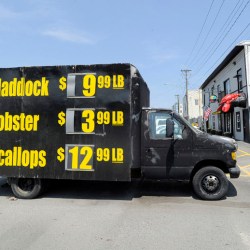 addock $ 9 99 LB
obster $ 3 99 LB
callops $ 12 99 LB